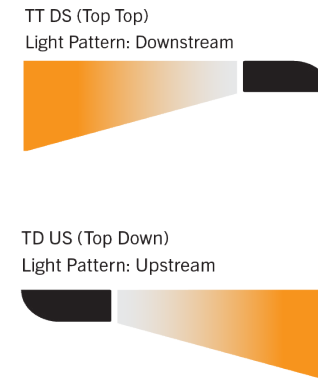 TT DS (Top Top)
Light Pattern: Downstream
TD US (Top Down)
Light Pattern: Upstream